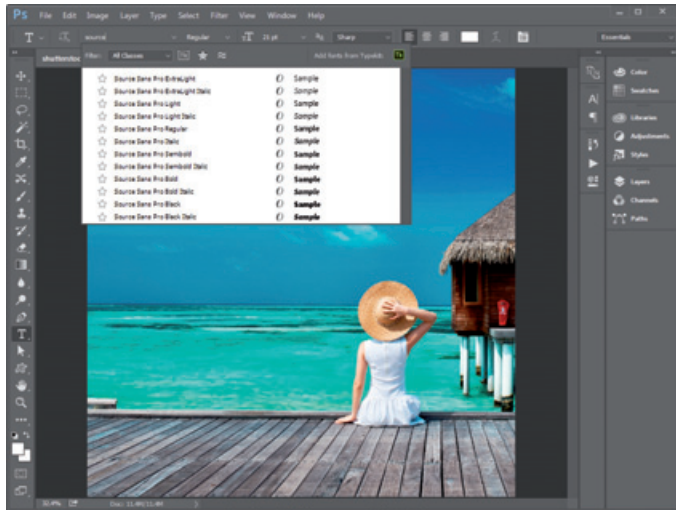 Ps File Edit Image Layer Type Select Filter View Window Help
T source Regular 21 pt Sharp Essentials
Filter: All Classes Add fonts from Typekit:
Source Sans Pro ExtraLight O Sample
Source Sans Pro ExtraLight Italic O Sample
Source Sans Pro Light O Sample
Source Sans Pro Light Italic O Sample
Source Sans Pro Regular O Sample
Source Sans Pro Italic O Sample
Source Sans Pro Semibold O Sample
Source Sans Pro Semibold Italic O Sample
Source Sans Pro Bold O Sample
Source Sans Pro Bold Italic O Sample
Source Sans Pro Black O Sample
Source Sans Pro Black Italic O Sample
Color
Swatches
Libraries
Adjustments
Styles
Layers
Channels
Paths